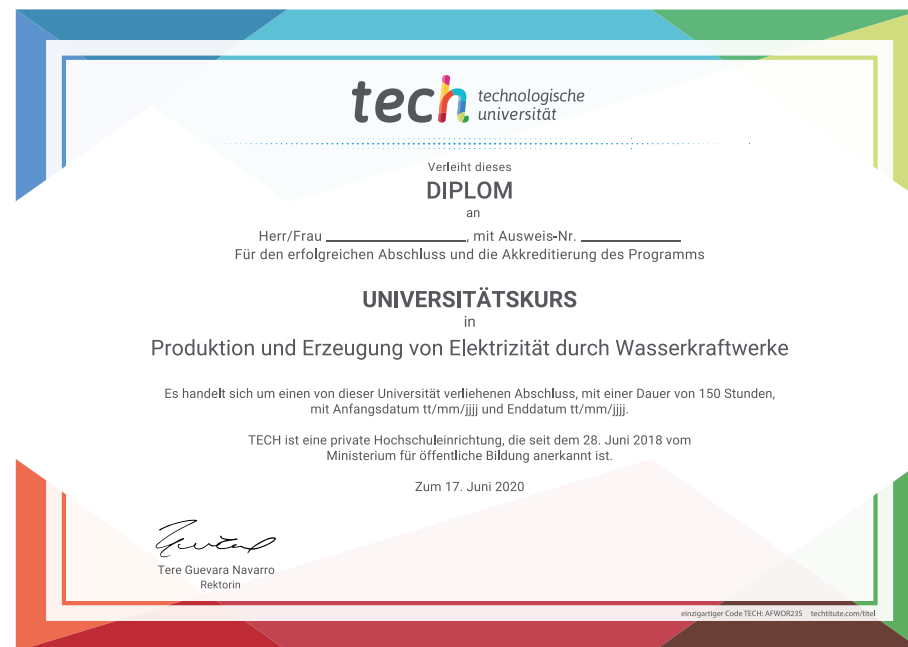 tech technologische
universität
Verleiht dieses
DIPLOM
an
Herr/Frau ____________, mit Ausweis-Nr. ____________
Für den erfolgreichen Abschluss und die Akkreditierung des Programms
UNIVERSITÄTSKURS
in
Produktion und Erzeugung von Elektrizität durch Wasserkraftwerke
Es handelt sich um einen von dieser Universität verliehenen Abschluss, mit einer Dauer von 150 Stunden,
mit Anfangsdatum tt/mm/jjjj und Enddatum tt/mm/jjjj.
TECH ist eine private Hochschuleinrichtung, die seit dem 28. Juni 2018 vom
Ministerium für öffentliche Bildung anerkannt ist.
Zum 17. Juni 2020
Tere Guevara Navarro
Rektorin
einzigartiger Code TECH: AFWOR23S techtitute.com/titel